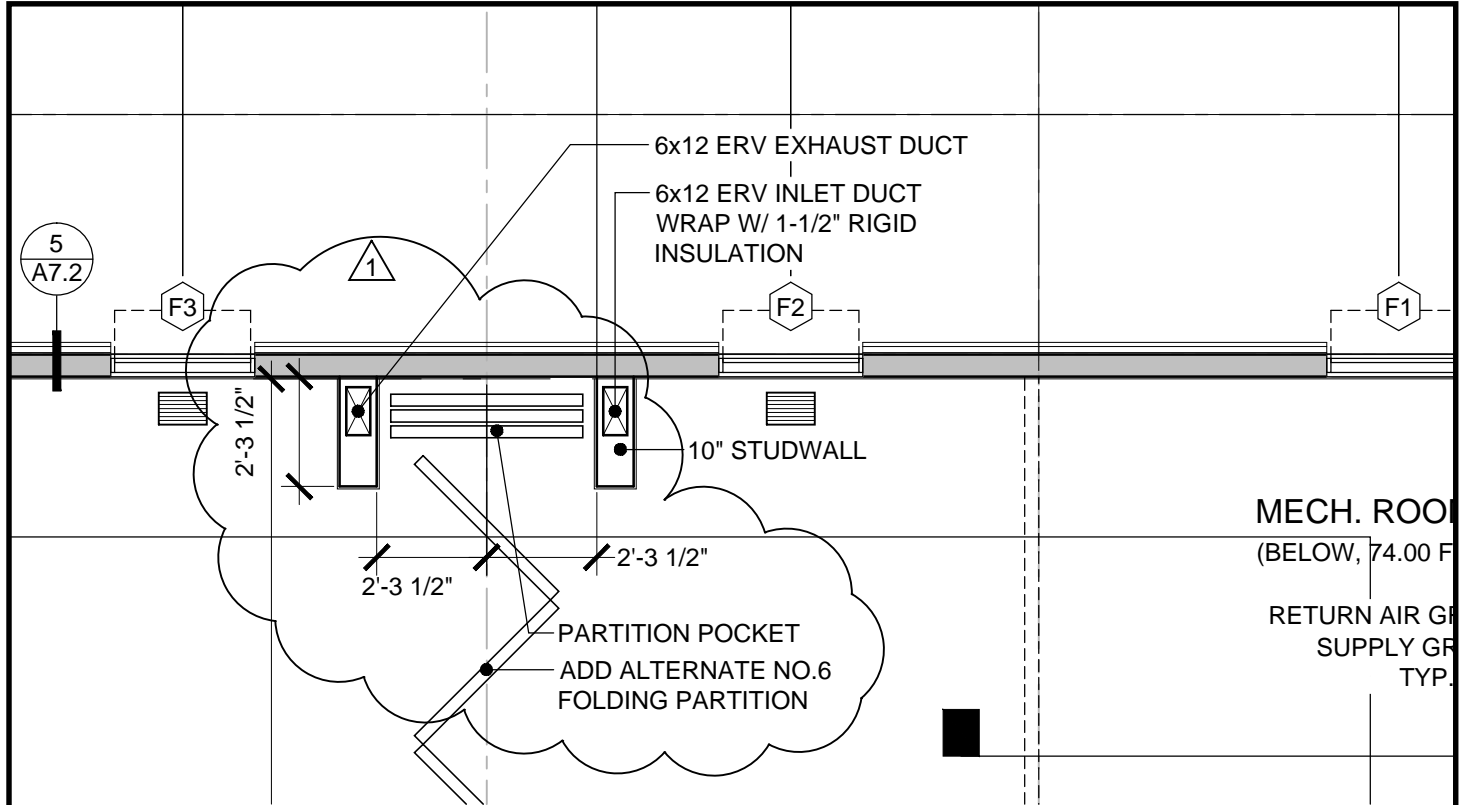 6x12 ERV EXHAUST DUCT
6x12 ERV INLET DUCT
WRAP W/ 1-1/2" RIGID
INSULATION
5
A7.2
1
F3
F2
F1
2'-3 1/2"
10" STUDWALL
MECH. ROO
(BELOW, 74.00 F
2'-3 1/2"
2'-3 1/2"
RETURN AIR G
SUPPLY GR
TYP.
PARTITION POCKET
ADD ALTERNATE NO.6
FOLDING PARTITION